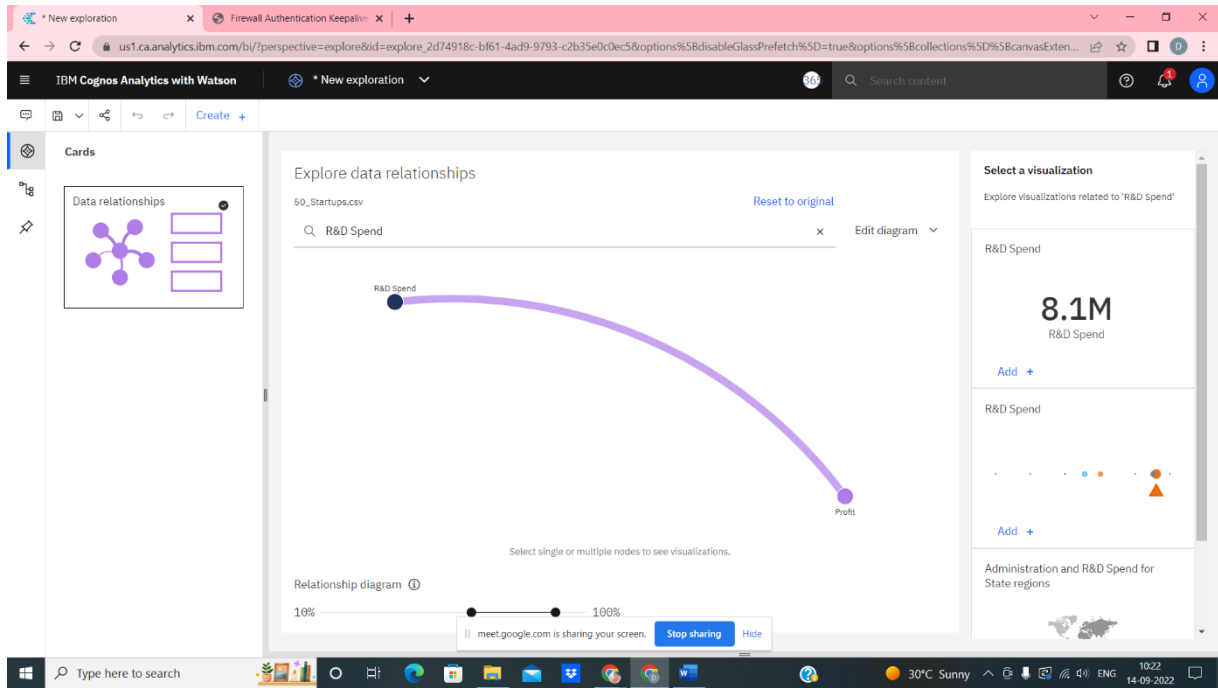 * New exploration
Firewall Authentication Keepalive
us1.ca.analytics.ibm.com/bi/?perspective=explore&id=explore_2d74918c-bf61-4ad9-9793-c2b35e0c0ec5&options%5BdisableGlassPrefetch%5D=true&options%5Bcollections%5D%5BcanvasExten...
D
IBM Cognos Analytics with Watson
* New exploration
365
Search content
1
Create +
Cards
Data relationships
Explore data relationships
50_Startups.csv
Reset to original
R&D Spend
Edit diagram
R&D Spend
Profit
Select single or multiple nodes to see visualizations.
Relationship diagram
10%
100%
Select a visualization
Explore visualizations related to 'R&D Spend'
R&D Spend
8.1M
R&D Spend
Add +
R&D Spend
Add +
Administration and R&D Spend for
State regions
meet.google.com is sharing your screen.
Stop sharing
Hide
Type here to search
30°C Sunny
ENG
10:22
14-09-2022